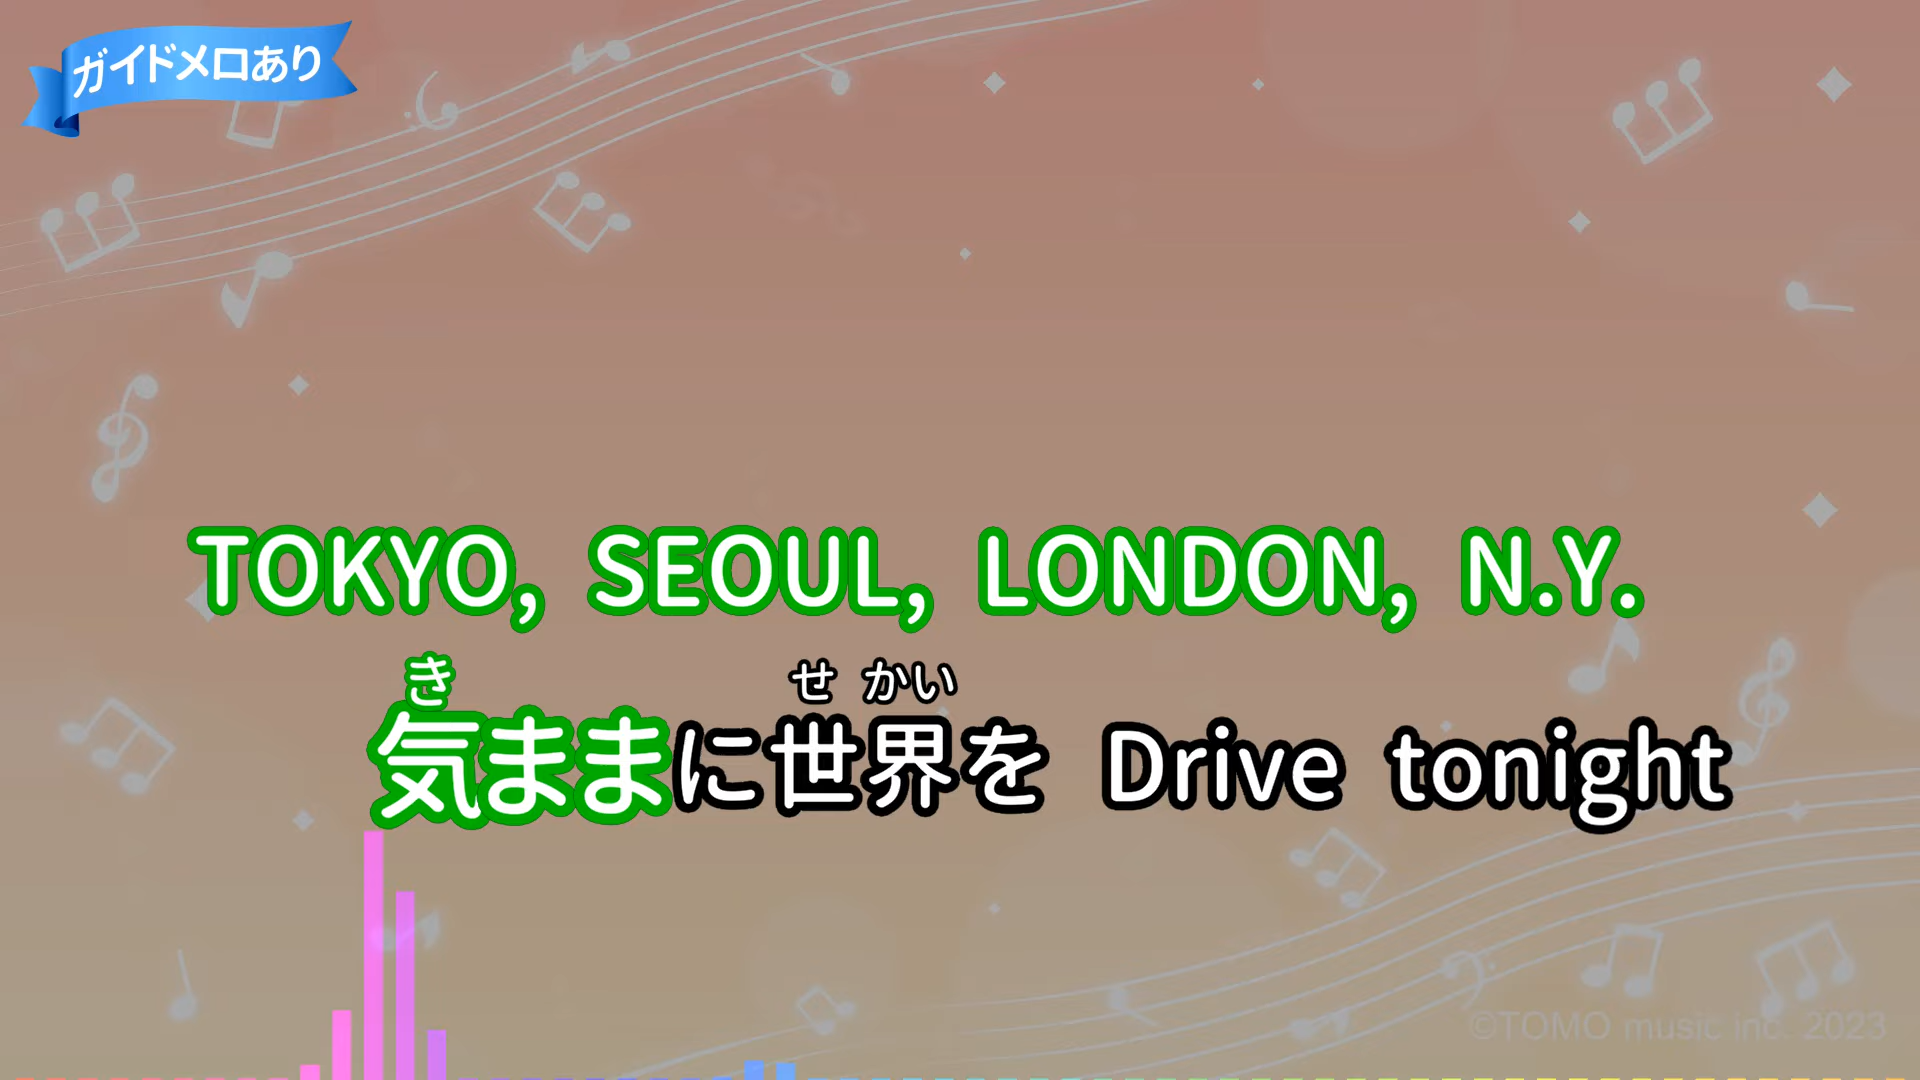 ガイドメロあり
TOKYO, SEOUL, LONDON, N.Y.
き せ かい
気ままに世界を Drive tonight
©TOMO music inc. 2023